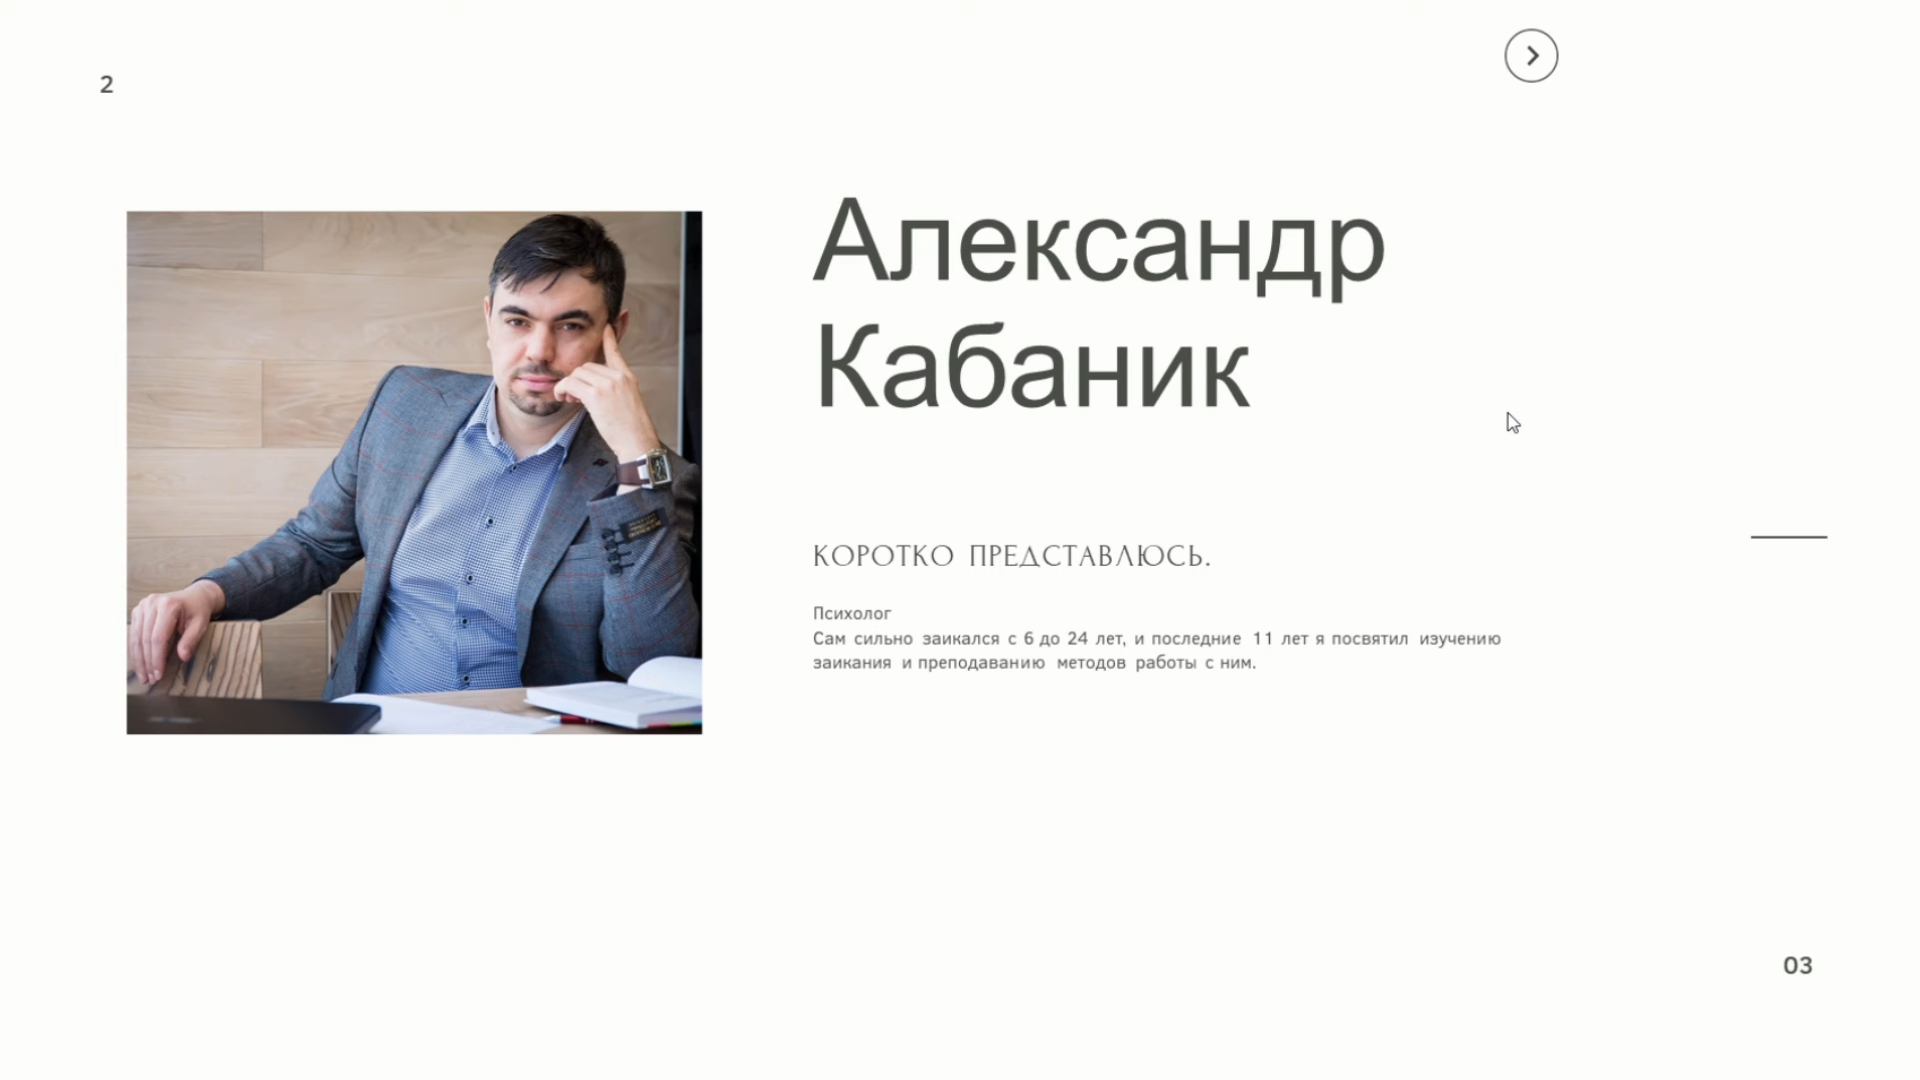 2
Александр
Кабаник
КОРОТКО ПРЕДСТАВЛЮСЬ.
Психолог
Сам сильно заикался с 6 до 24 лет, и последние 11 лет я посвятил изучению
заикания и преподаванию методов работы с ним.
03